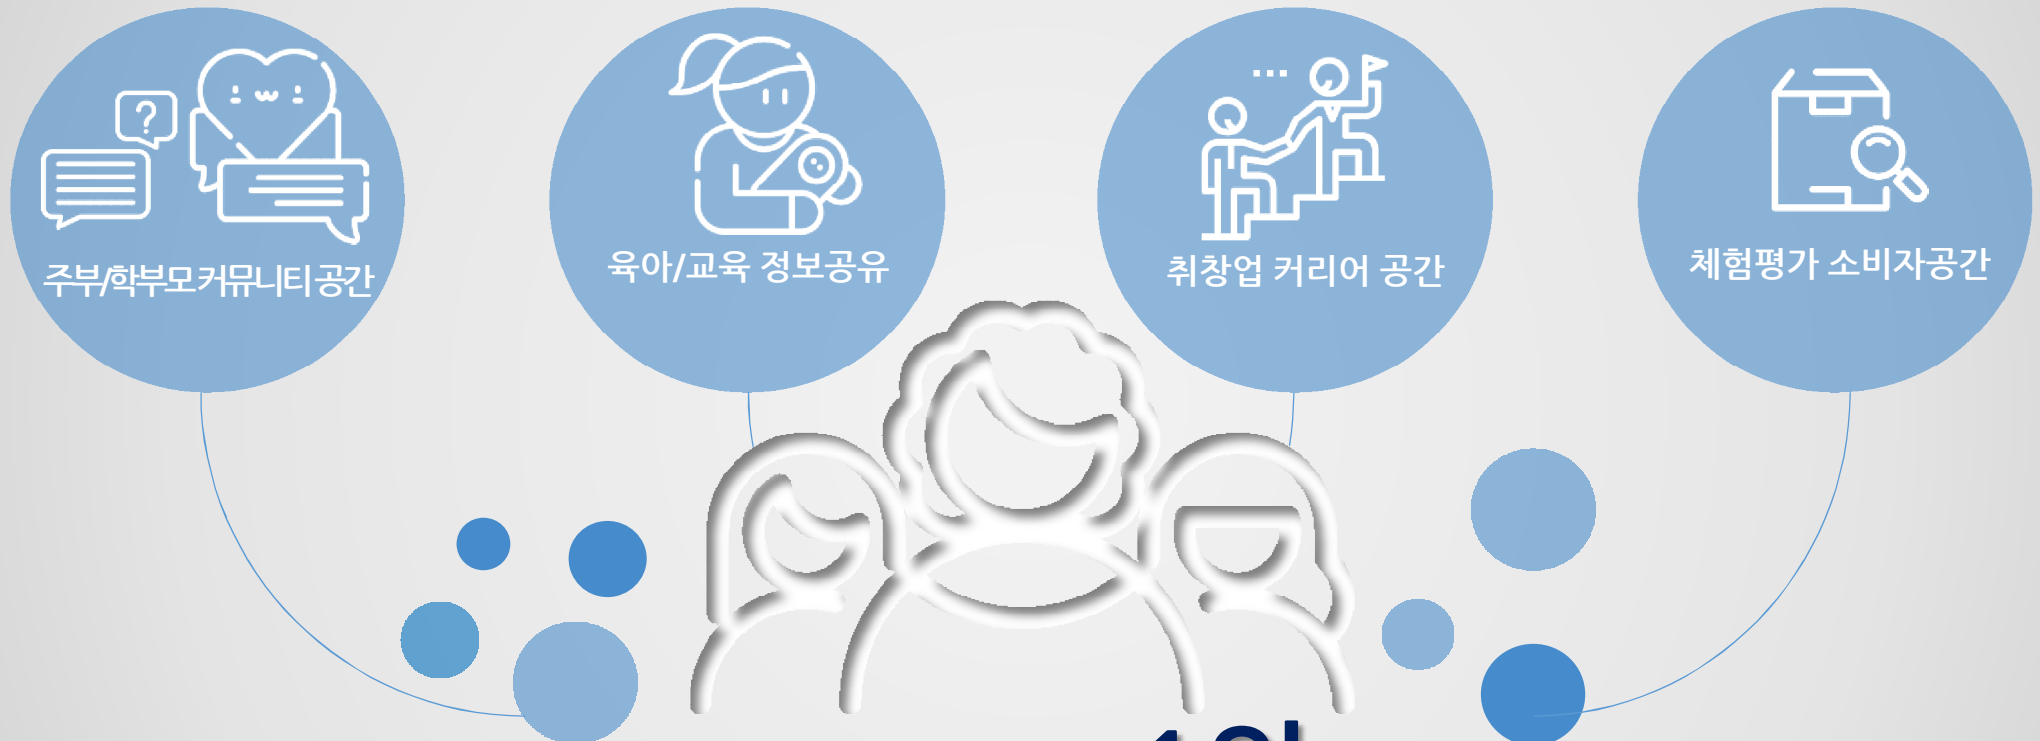 주부/학부모 커뮤니티 공간
육아/교육 정보공유
취창업 커리어 공간
체험평가 소비자공간
?